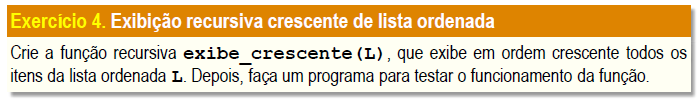 Exercício 4. Exibição recursiva crescente de lista ordenada
Crie a função recursiva exibe_crescente(L), que exibe em ordem crescente todos os
itens da lista ordenada L. Depois, faça um programa para testar o funcionamento da função.